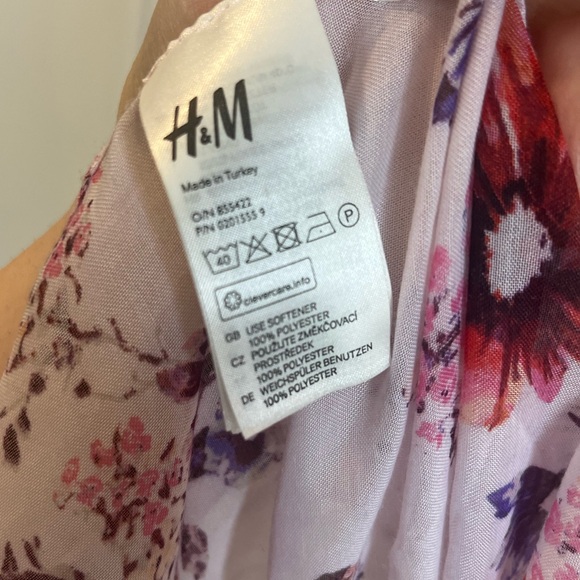 H&M
Made in Turkey
O/N 855422
P/N 0201555 9
40 P
clevercare.info
GB USE SOFTENER
100% POLYESTER
CZ POUŽIJTE ZMĚKČOVACÍ
PROSTŘEDEK
100% POLYESTER
DE WEICHSPÜLER BENUTZEN
100% POLYESTER